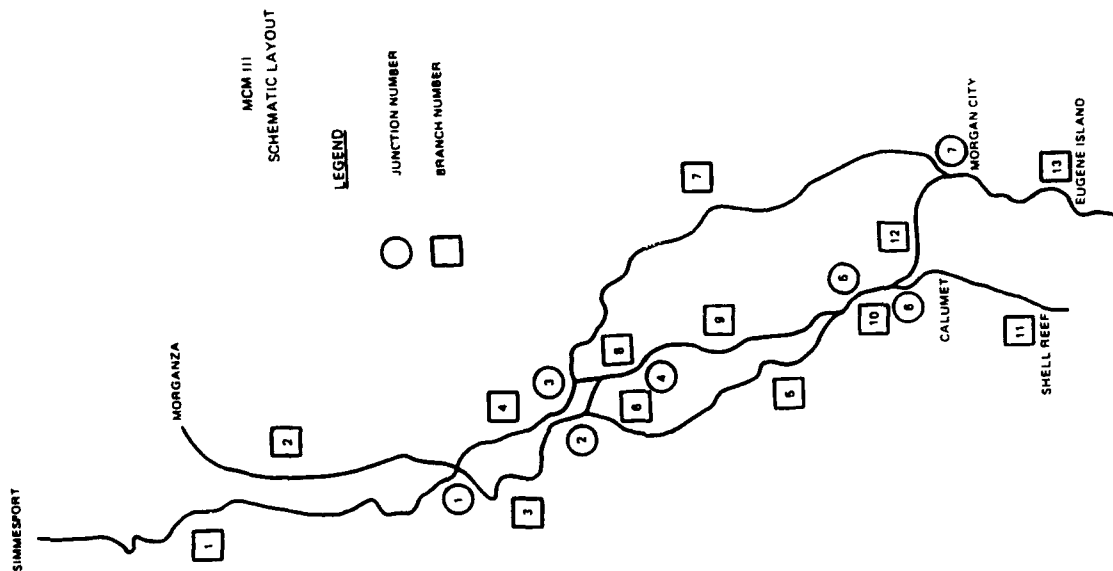 MCM III
SCHEMATIC LAYOUT
LEGEND
JUNCTION NUMBER
BRANCH NUMBER
SIMMESPORT
MORGANZA
1
2
1
3
4
2
3
6
8
4
5
9
7
5
10
6
12
7
MORGAN CITY
CALUMET
11
SHELL REEF
13
EUGENE ISLAND